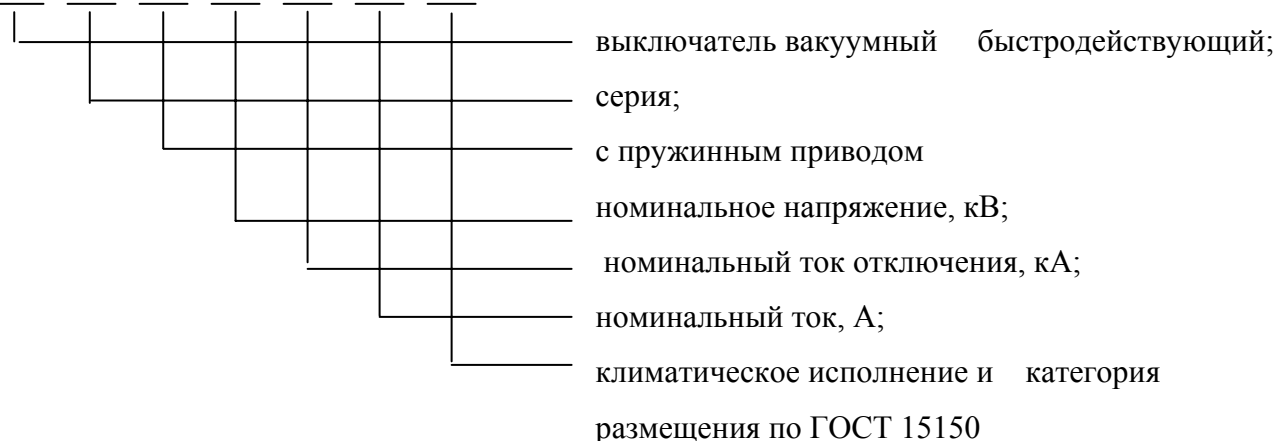 выключатель вакуумный быстродействующий;
серия;
с пружинным приводом
номинальное напряжение, кВ;
номинальный ток отключения, кА;
номинальный ток, А;
климатическое исполнение и категория
размещения по ГОСТ 15150